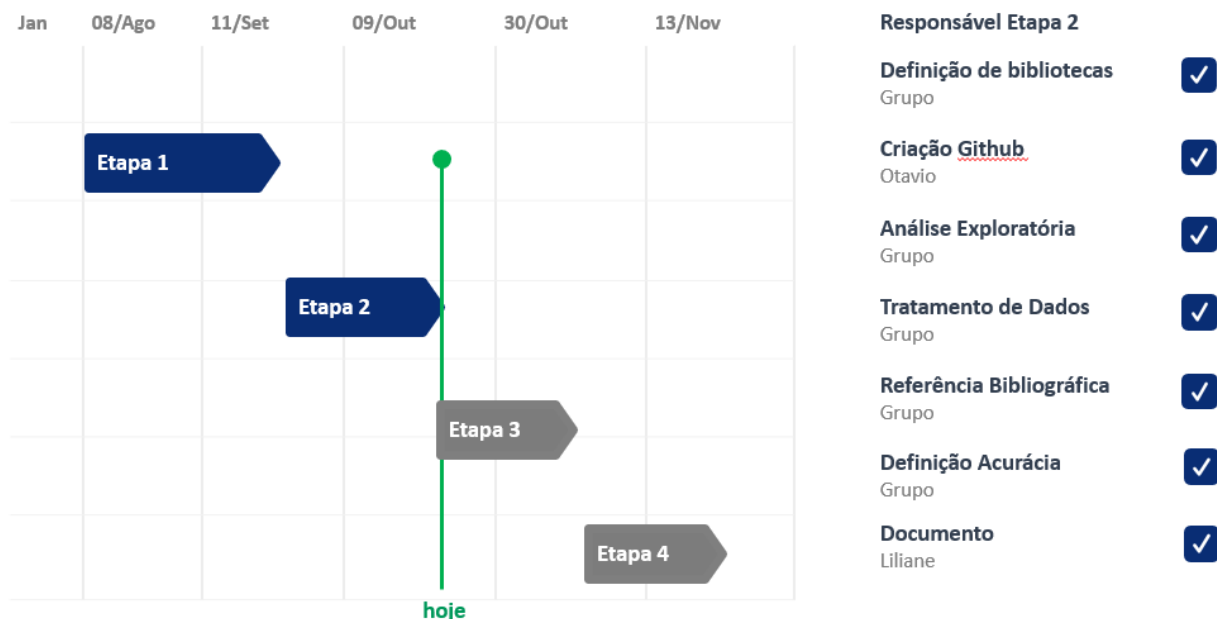 Jan 08/Ago 11/Set 09/Out 30/Out 13/Nov
Etapa 1
Etapa 2
Etapa 3
Etapa 4
hoje
Responsável Etapa 2
Definição de bibliotecas
Grupo
Criação Github
Otavio
Análise Exploratória
Grupo
Tratamento de Dados
Grupo
Referência Bibliográfica
Grupo
Definição Acurácia
Grupo
Documento
Liliane